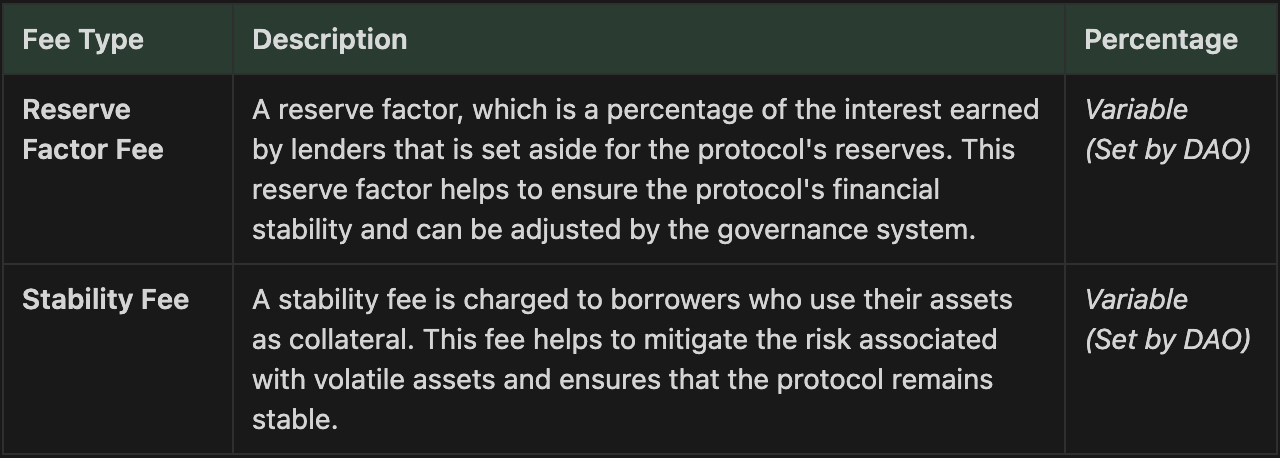 Fee Type Description Percentage
Reserve
Factor Fee
A reserve factor, which is a percentage of the interest earned
by lenders that is set aside for the protocol's reserves. This
reserve factor helps to ensure the protocol's financial
stability and can be adjusted by the governance system.
Variable
(Set by DAO)
Stability Fee
A stability fee is charged to borrowers who use their assets
as collateral. This fee helps to mitigate the risk associated
with volatile assets and ensures that the protocol remains
stable.
Variable
(Set by DAO)